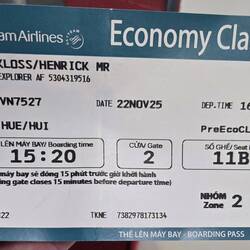 am Airlines Economy Cla
KLOSS/HENRICK MR
EXPLORER AF 5304319516
VN7527 DATE 22NOV25 DEP.TIME 16
HUE/HUI PreEcoCL
LÊN MÁY BAY/ Boarding time CỬA/ Gate SỐ GHẾ/ Seat
15:20 2 11B
máy bay sẽ đóng 15 phút trước giờ khởi hành
ng gate closes 15 minutes before departure time)
NHÓM 2
Zone
322 TKNE 7382978173134
THẺ LÊN MÁY BAY - BOARDING PASS